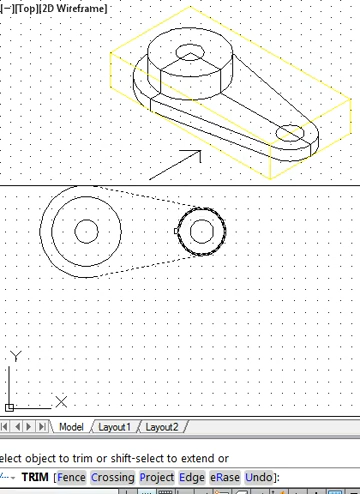 [−][Top][2D Wireframe]
Y
X
Model Layout1 Layout2
elect object to trim or shift-select to extend or
TRIM [Fence Crossing Project Edge eRase Undo]: